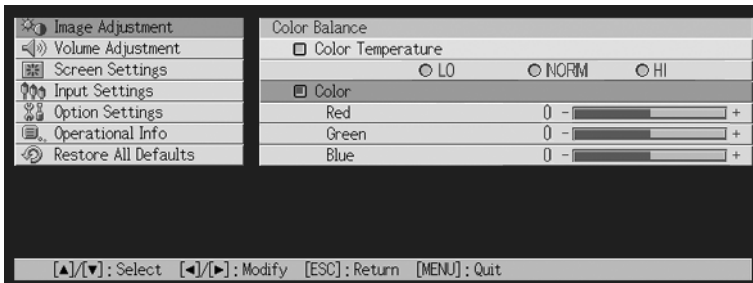 Image Adjustment
Volume Adjustment
Screen Settings
Input Settings
Option Settings
Operational Info
Restore All Defaults
Color Balance
Color Temperature
LO NORM HI
Color
Red 0 - +
Green 0 - +
Blue 0 - +
[▲]/[▼]:Select [◄]/[►]:Modify [ESC]:Return [MENU]:Quit